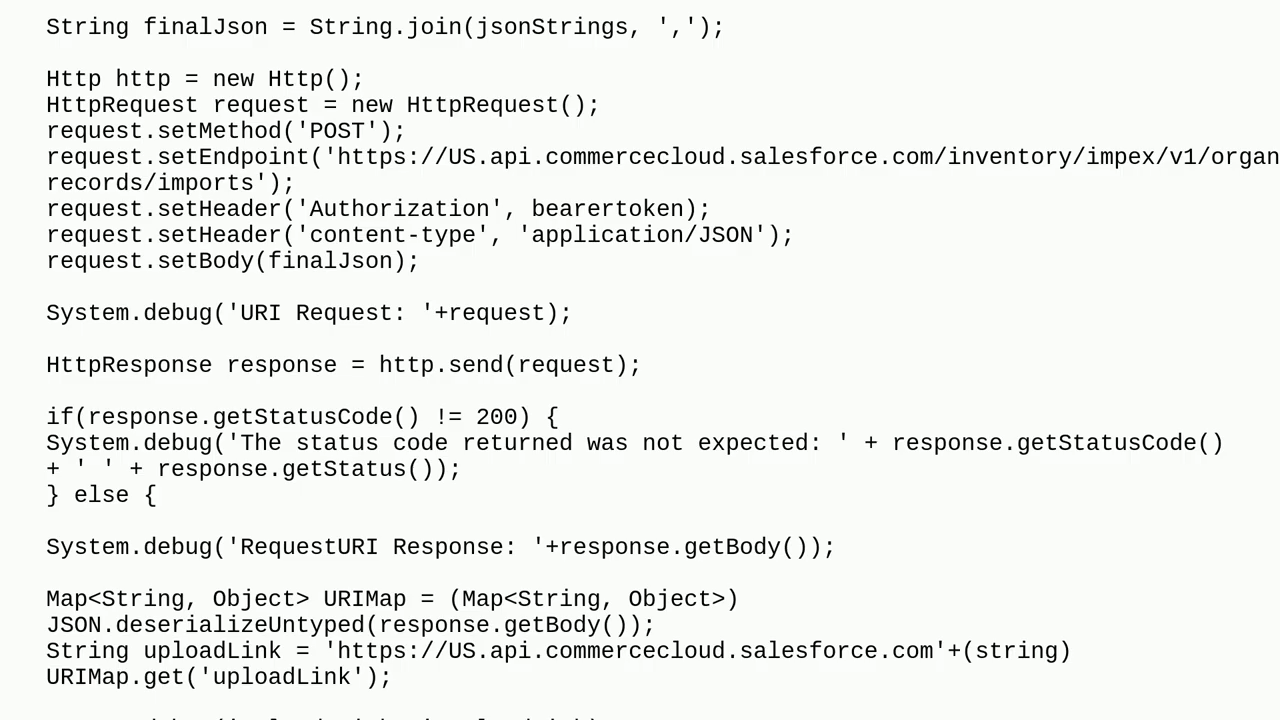 String finalJson = String.join(jsonStrings, ',');
Http http = new Http();
HttpRequest request = new HttpRequest();
request.setMethod('POST');
request.setEndpoint('https://US.api.commercecloud.salesforce.com/inventory/impex/v1/organ
records/imports');
request.setHeader('Authorization', bearertoken);
request.setHeader('content-type', 'application/JSON');
request.setBody(finalJson);
System.debug('URI Request: '+request);
HttpResponse response = http.send(request);
if(response.getStatusCode() != 200) {
System.debug('The status code returned was not expected: ' + response.getStatusCode()
+ ' ' + response.getStatus());
} else {
System.debug('RequestURI Response: '+response.getBody());
Map<String, Object> URIMap = (Map<String, Object>)
JSON.deserializeUntyped(response.getBody());
String uploadLink = 'https://US.api.commercecloud.salesforce.com'+(string)
URIMap.get('uploadLink');